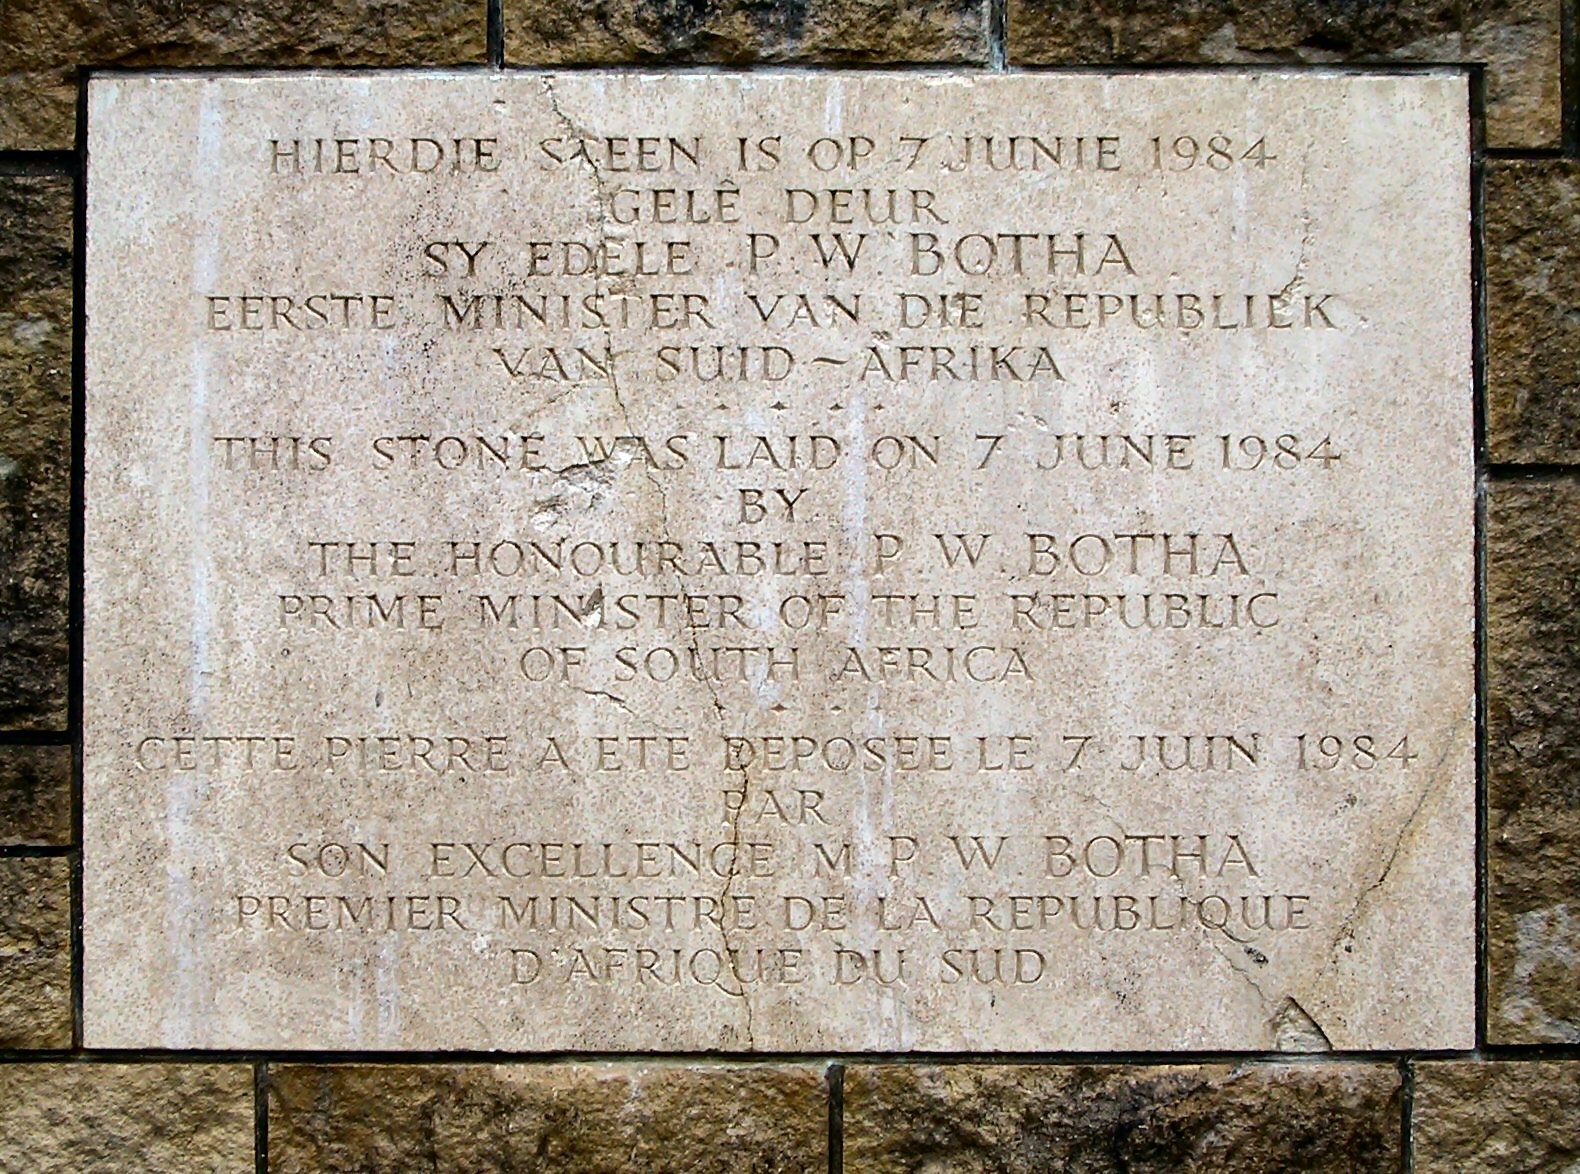 HIERDIE STEEN IS OP 7 JUNIE 1984
GELÊ DEUR
SY EDELE P. W. BOTHA
EERSTE MINISTER VAN DIE REPUBLIEK
VAN SUID-AFRIKA
THIS STONE WAS LAID ON 7 JUNE 1984
BY
THE HONOURABLE P. W. BOTHA
PRIME MINISTER OF THE REPUBLIC
OF SOUTH AFRICA
CETTE PIERRE A ETE DEPOSEE LE 7 JUIN 1984
PAR
SON EXCELLENCE M. P. W. BOTHA
PREMIER MINISTRE DE LA REPUBLIQUE
D'AFRIQUE DU SUD